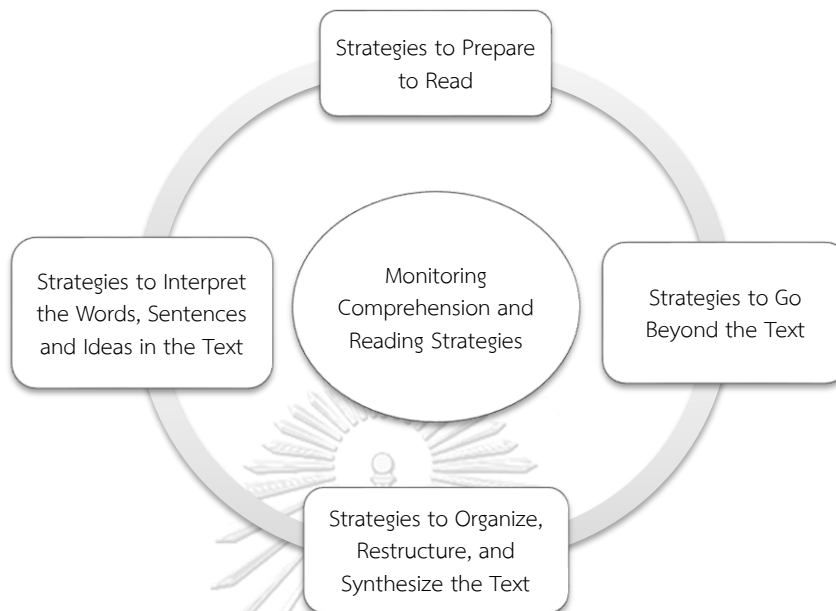 Strategies to Prepare
to Read
Strategies to Interpret
the Words, Sentences
and Ideas in the Text
Monitoring
Comprehension and
Reading Strategies
Strategies to Go
Beyond the Text
Strategies to Organize,
Restructure, and
Synthesize the Text